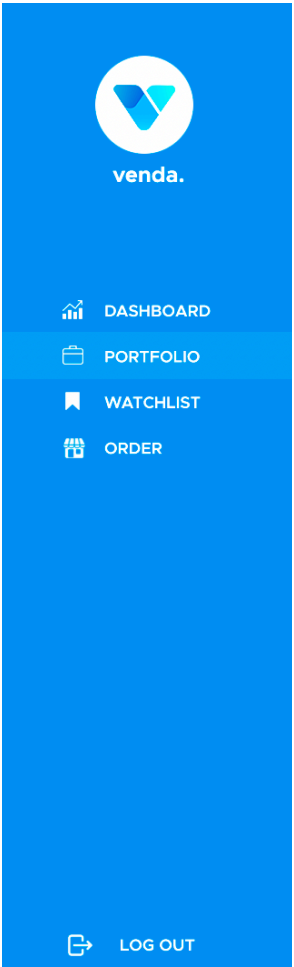 venda.
DASHBOARD
PORTFOLIO
WATCHLIST
ORDER
LOG OUT